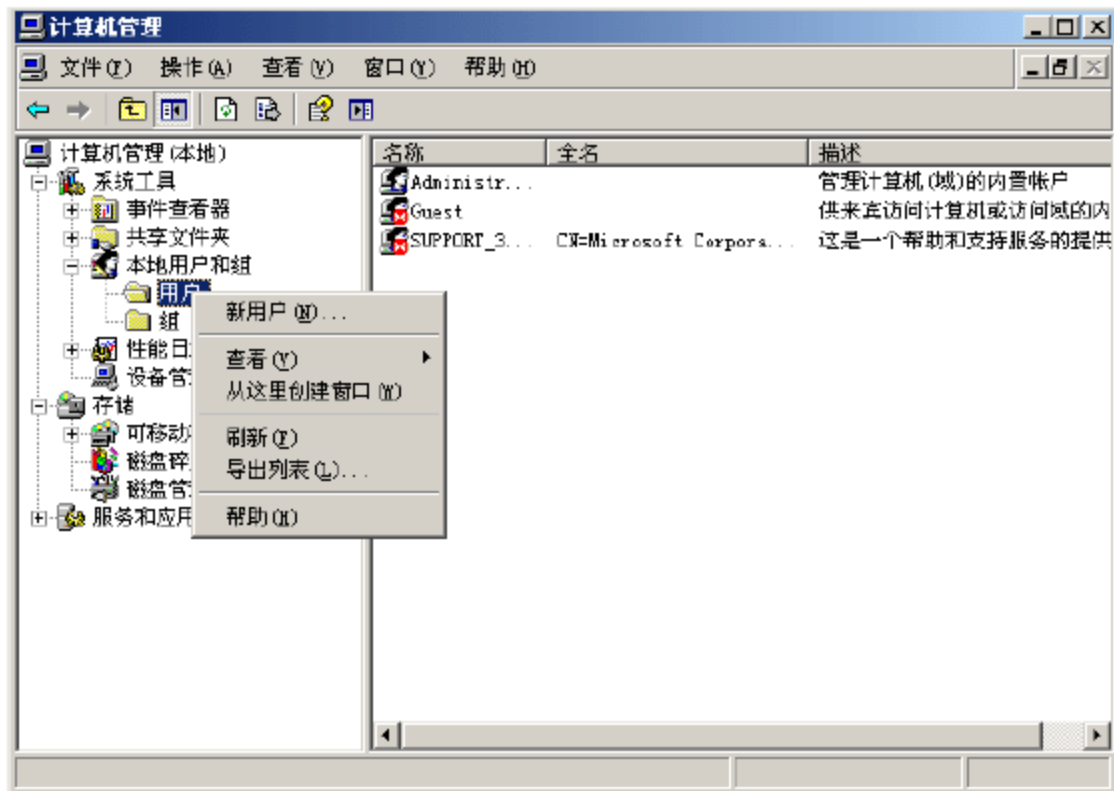 计算机管理
文件(F) 操作(A) 查看(V) 窗口(W) 帮助(H)
计算机管理(本地)
系统工具
事件查看器
共享文件夹
本地用户和组
用户
组
性能日
设备管
存储
可移动
磁盘碎
磁盘管
服务和应用
新用户(N)...
查看(V)
从这里创建窗口(W)
刷新(F)
导出列表(L)...
帮助(H)
名称 全名 描述
Administr... 管理计算机(域)的内置帐户
Guest 供来宾访问计算机或访问域的内
SUPPORT_3... CN=Microsoft Corpora... 这是一个帮助和支持服务的提供